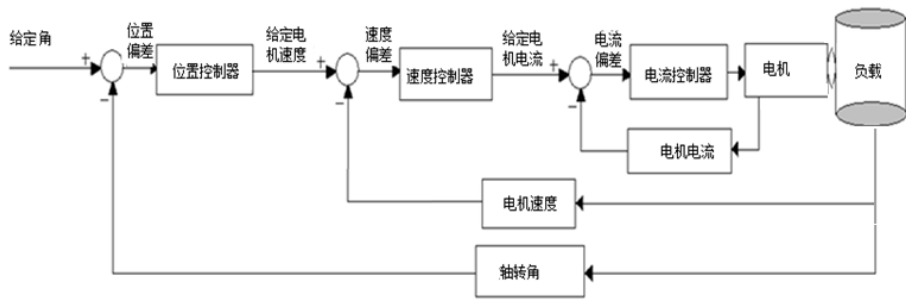 给定角
+
−
位置
偏差
位置控制器
给定电
机速度
+
−
速度
偏差
速度控制器
给定电
机电流
+
−
电流
偏差
电流控制器
电机
负载
电机电流
电机速度
轴转角